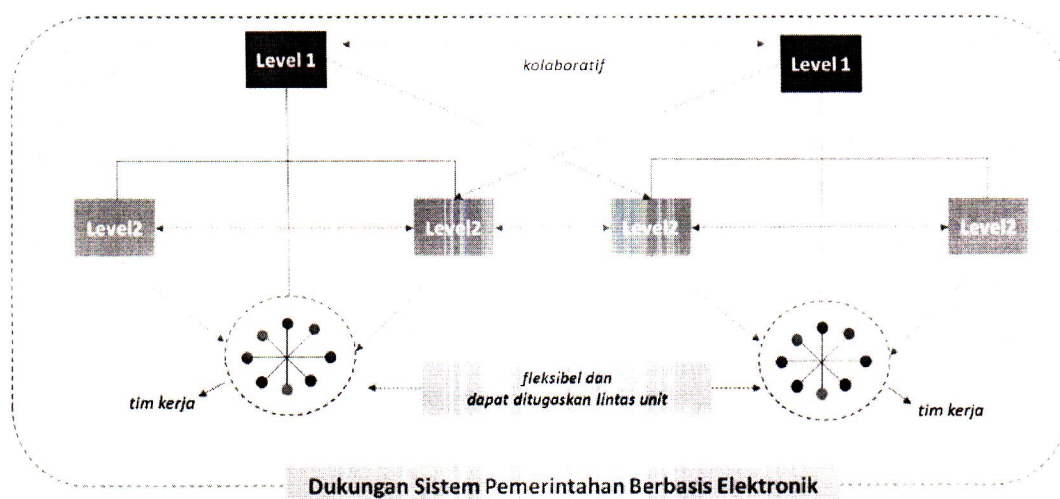 Level 1
kolaboratif
Level 1
Level2
Level2
Level2
Level2
fleksibel dan
dapat ditugaskan lintas unit
tim kerja
tim kerja
Dukungan Sistem Pemerintahan Berbasis Elektronik